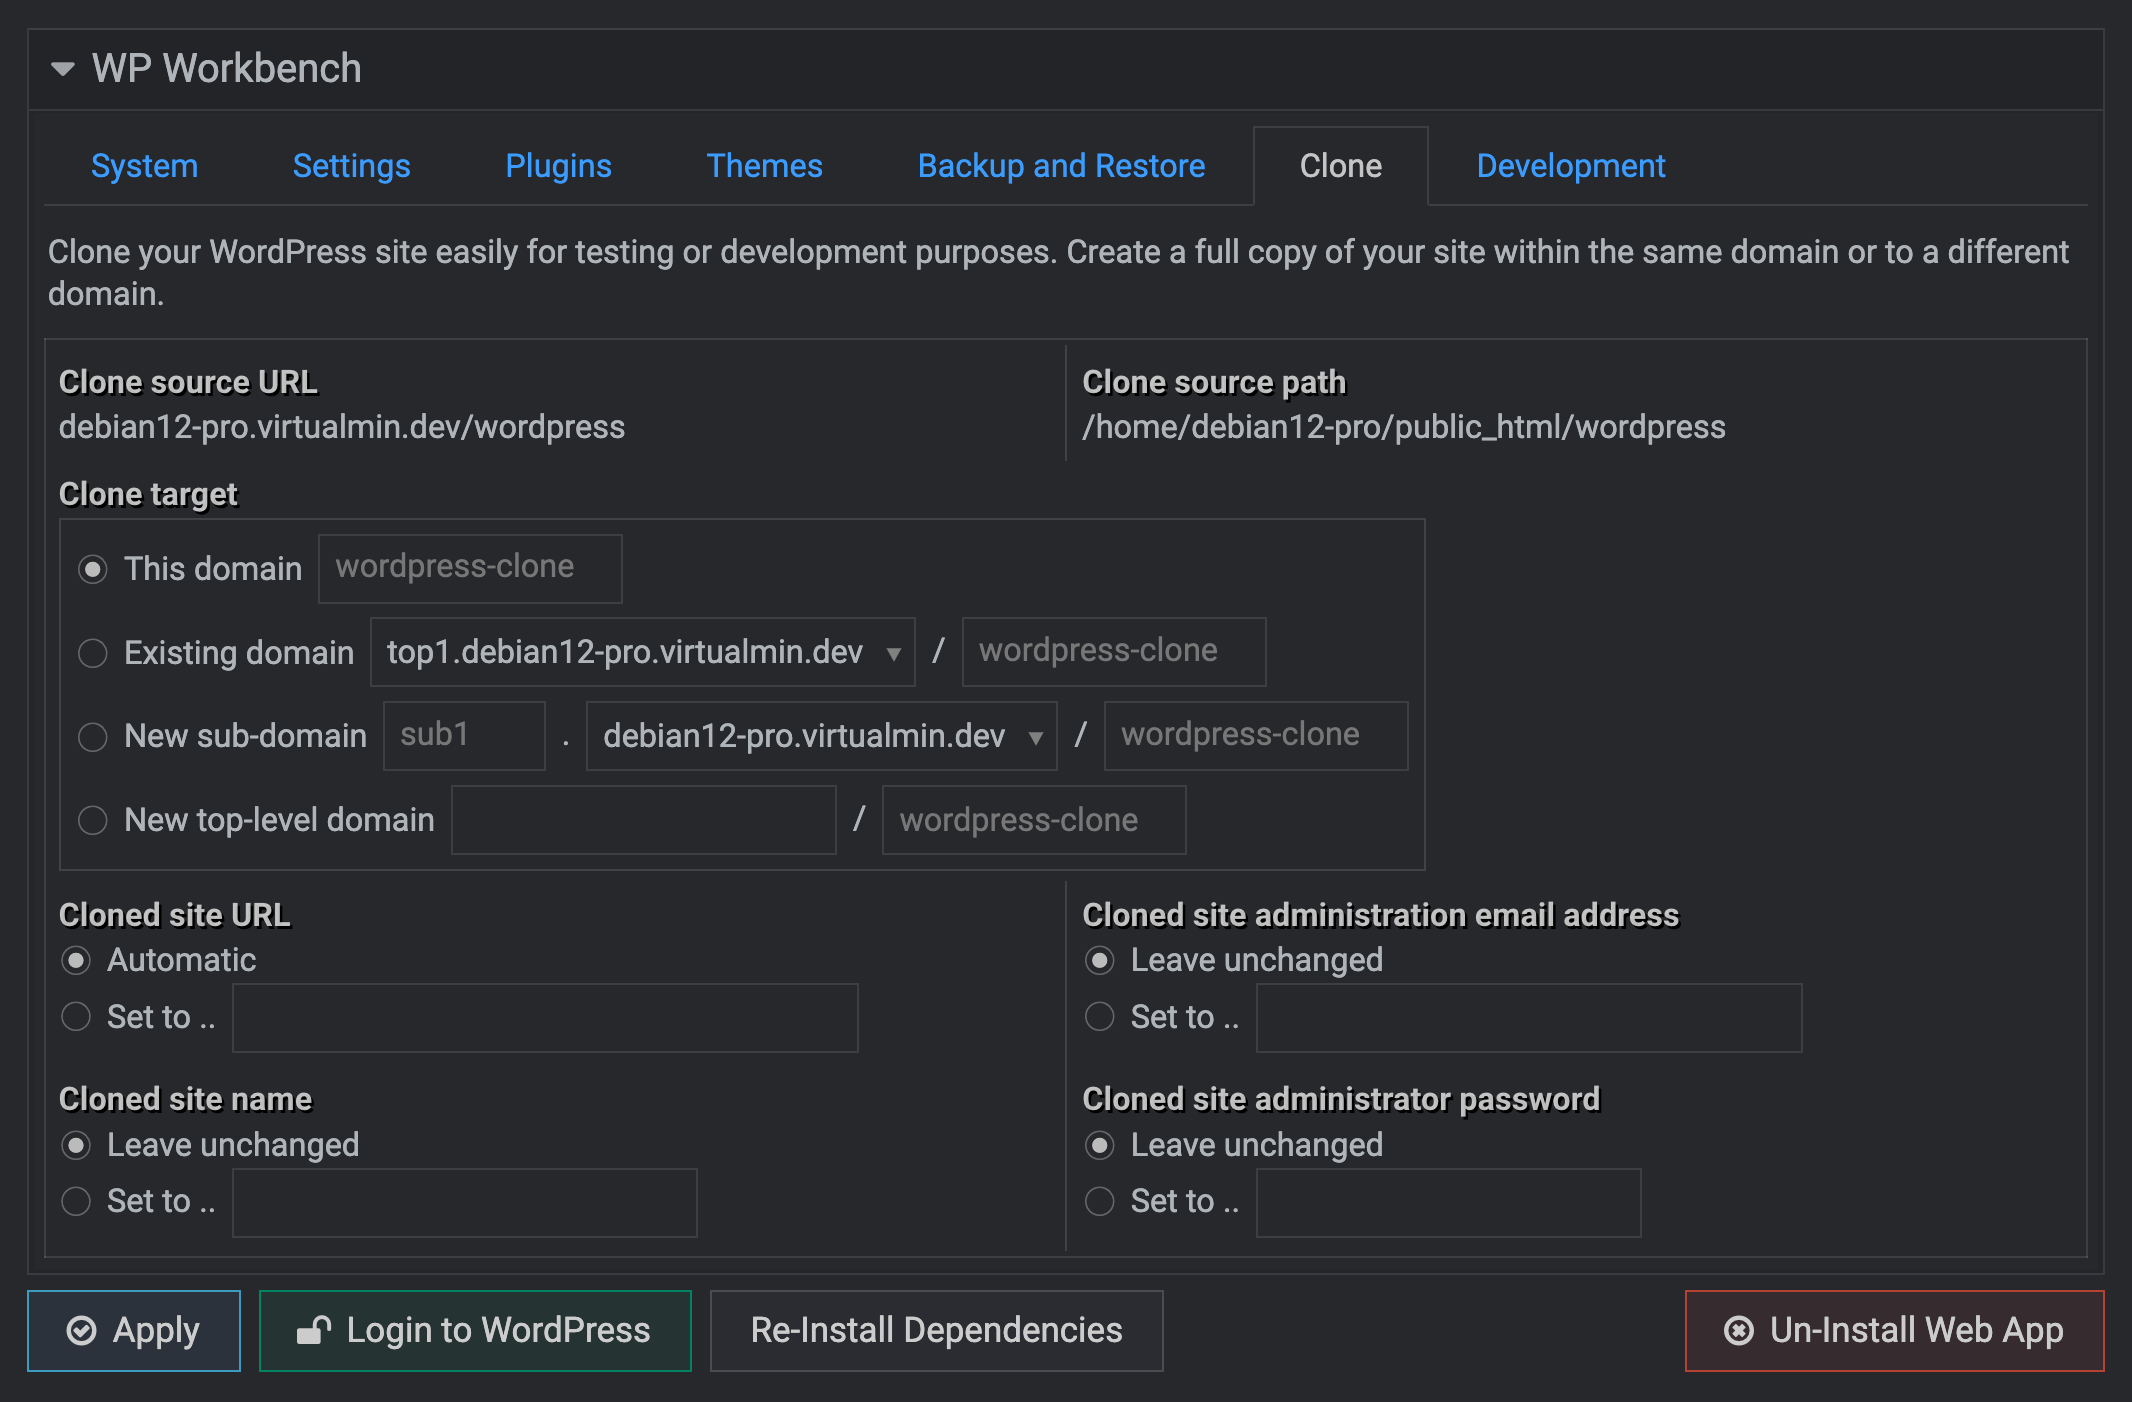 WP Workbench
System Settings Plugins Themes Backup and Restore Clone Development
Clone your WordPress site easily for testing or development purposes. Create a full copy of your site within the same domain or to a different
domain.
Clone source URL
debian12-pro.virtualmin.dev/wordpress
Clone source path
/home/debian12-pro/public_html/wordpress
Clone target
This domain wordpress-clone
Existing domain top1.debian12-pro.virtualmin.dev / wordpress-clone
New sub-domain sub1 . debian12-pro.virtualmin.dev / wordpress-clone
New top-level domain / wordpress-clone
Cloned site URL
Automatic
Set to ..
Cloned site administration email address
Leave unchanged
Set to ..
Cloned site name
Leave unchanged
Set to ..
Cloned site administrator password
Leave unchanged
Set to ..
Apply Login to WordPress Re-Install Dependencies Un-Install Web App